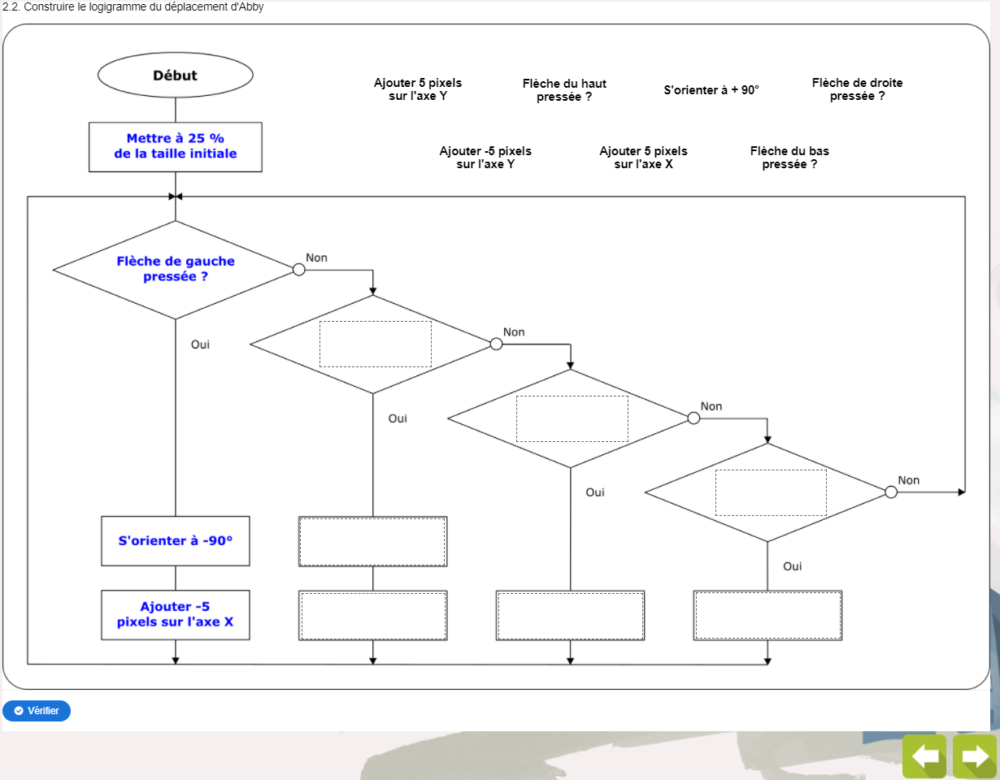 2.2. Construire le logigramme du déplacement d'Abby
Début
Ajouter 5 pixels
sur l'axe Y
Flèche du haut
pressée ?
S'orienter à + 90°
Flèche de droite
pressée ?
Mettre à 25 %
de la taille initiale
Ajouter -5 pixels
sur l'axe Y
Ajouter 5 pixels
sur l'axe X
Flèche du bas
pressée ?
Flèche de gauche
pressée ?
Non
Oui
Non
Oui
Non
Oui
Non
Oui
S'orienter à -90°
Ajouter -5
pixels sur l'axe X
Vérifier